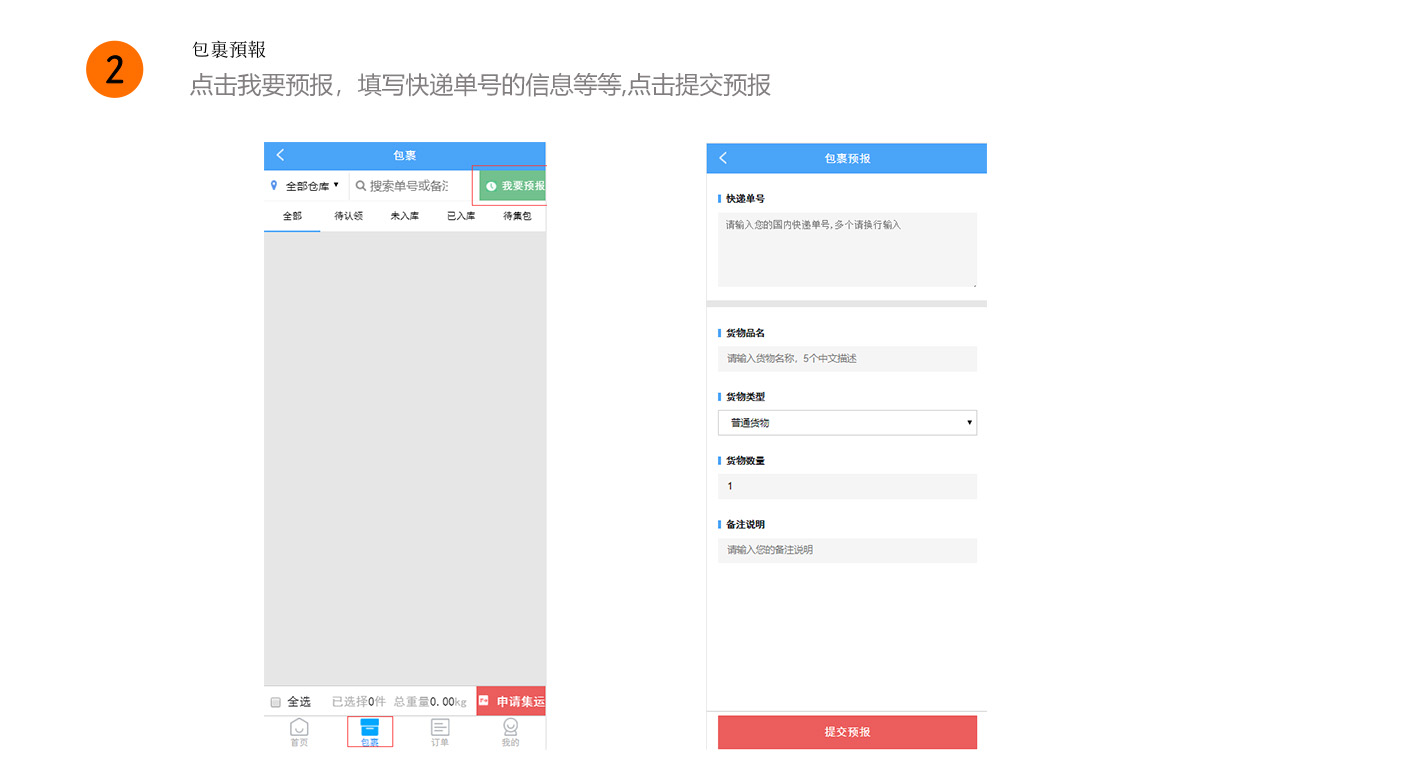 2
包裹預報
点击我要预报，填写快递单号的信息等等,点击提交预报
包裹
全部仓库 ▼ 搜索单号或备注 我要预报
全部 待认领 未入库 已入库 待集包
全选 已选择0件 总重量0.00kg 申请集运
首页 包裹 订单 我的
包裹预报
快递单号
请输入您的国内快递单号,多个请换行输入
货物品名
请输入货物名称，5个中文描述
货物类型
普通货物 ▼
货物数量
1
备注说明
请输入您的备注说明
提交预报